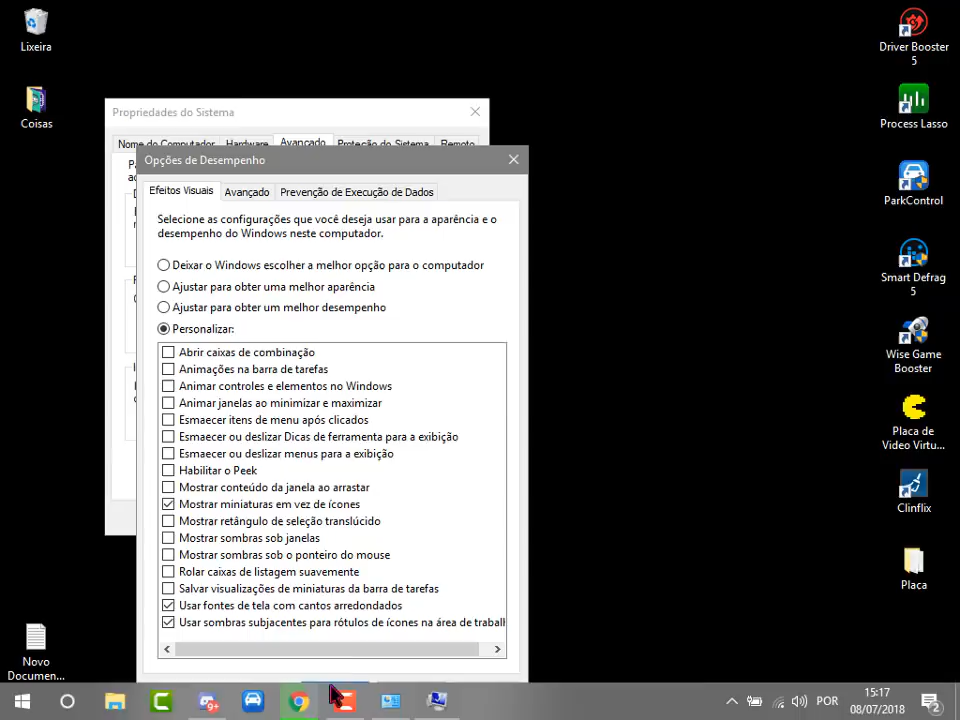 Lixeira
Coisas
Novo
Documen...
Propriedades do Sistema
Nome do Computador
Hardware
Avançado
Proteção do Sistema
Remoto
Opções de Desempenho
Efeitos Visuais
Avançado
Prevenção de Execução de Dados
Selecione as configurações que você deseja usar para a aparência e o
desempenho do Windows neste computador.
Deixar o Windows escolher a melhor opção para o computador
Ajustar para obter uma melhor aparência
Ajustar para obter um melhor desempenho
Personalizar:
Abrir caixas de combinação
Animações na barra de tarefas
Animar controles e elementos no Windows
Animar janelas ao minimizar e maximizar
Esmaecer itens de menu após clicados
Esmaecer ou deslizar Dicas de ferramenta para a exibição
Esmaecer ou deslizar menus para a exibição
Habilitar o Peek
Mostrar conteúdo da janela ao arrastar
Mostrar miniaturas em vez de ícones
Mostrar retângulo de seleção translúcido
Mostrar sombras sob janelas
Mostrar sombras sob o ponteiro do mouse
Rolar caixas de listagem suavemente
Salvar visualizações de miniaturas da barra de tarefas
Usar fontes de tela com cantos arredondados
Usar sombras subjacentes para rótulos de ícones na área de trabalh
Driver Booster
5
Process Lasso
ParkControl
Smart Defrag
5
Wise Game
Booster
Placa de
Video Virtu...
Clinflix
Placa
9+
POR
15:17
08/07/2018
2